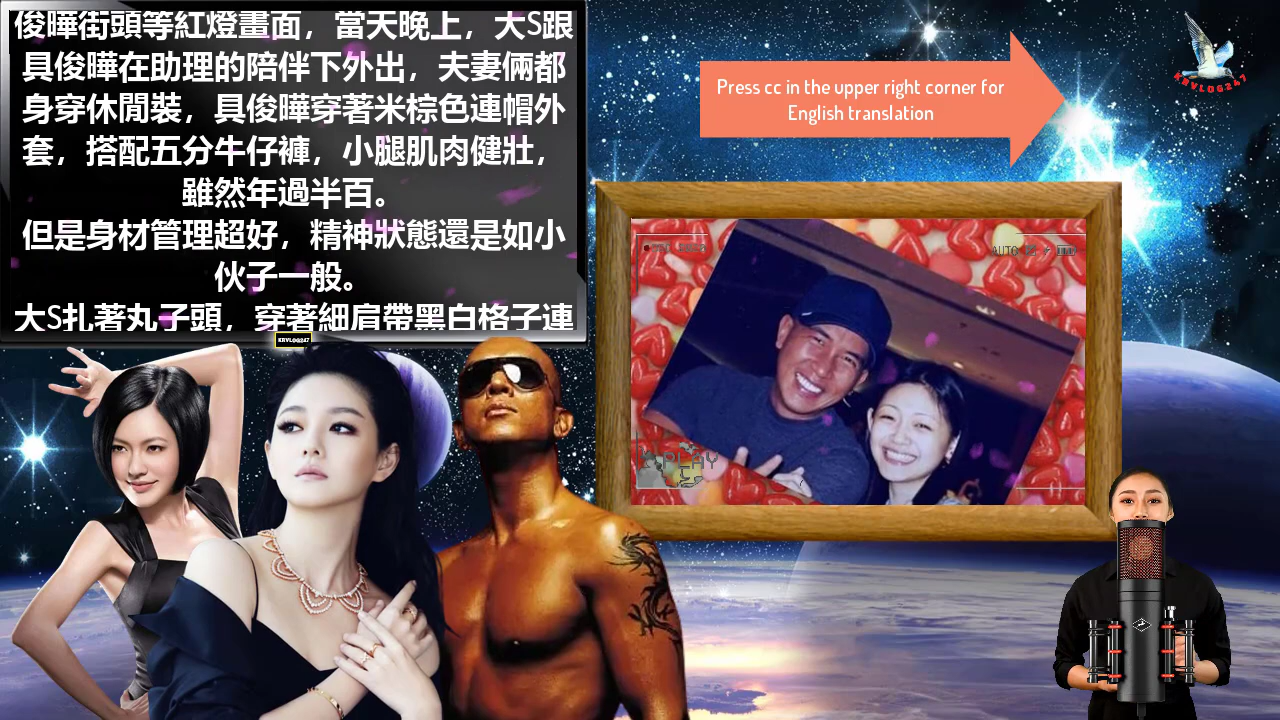 俊曄街頭等紅燈畫面，當天晚上，大S跟
具俊曄在助理的陪伴下外出，夫妻倆都
身穿休閒裝，具俊曄穿著米棕色連帽外
套，搭配五分牛仔褲，小腿肌肉健壯，
雖然年過半百。
但是身材管理超好，精神狀態還是如小
伙子一般。
大S扎著丸子頭，穿著細肩帶黑白格子連
KRVLOG247
Press cc in the upper right corner for
English translation
KRVLOG247
AUTO
PLAY